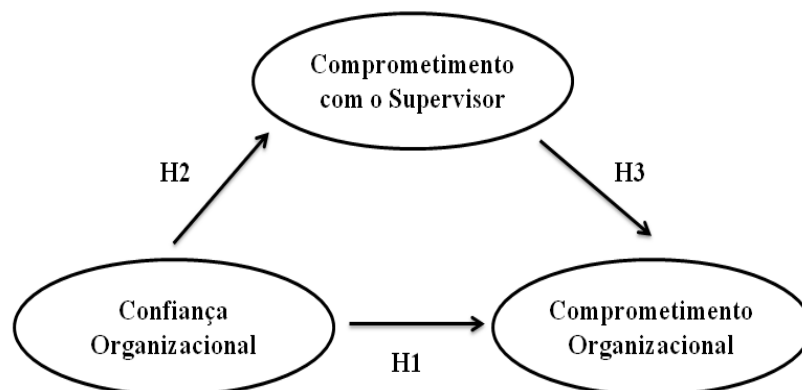 Comprometimento
com o Supervisor
H2
H3
Confiança
Organizacional
H1
Comprometimento
Organizacional